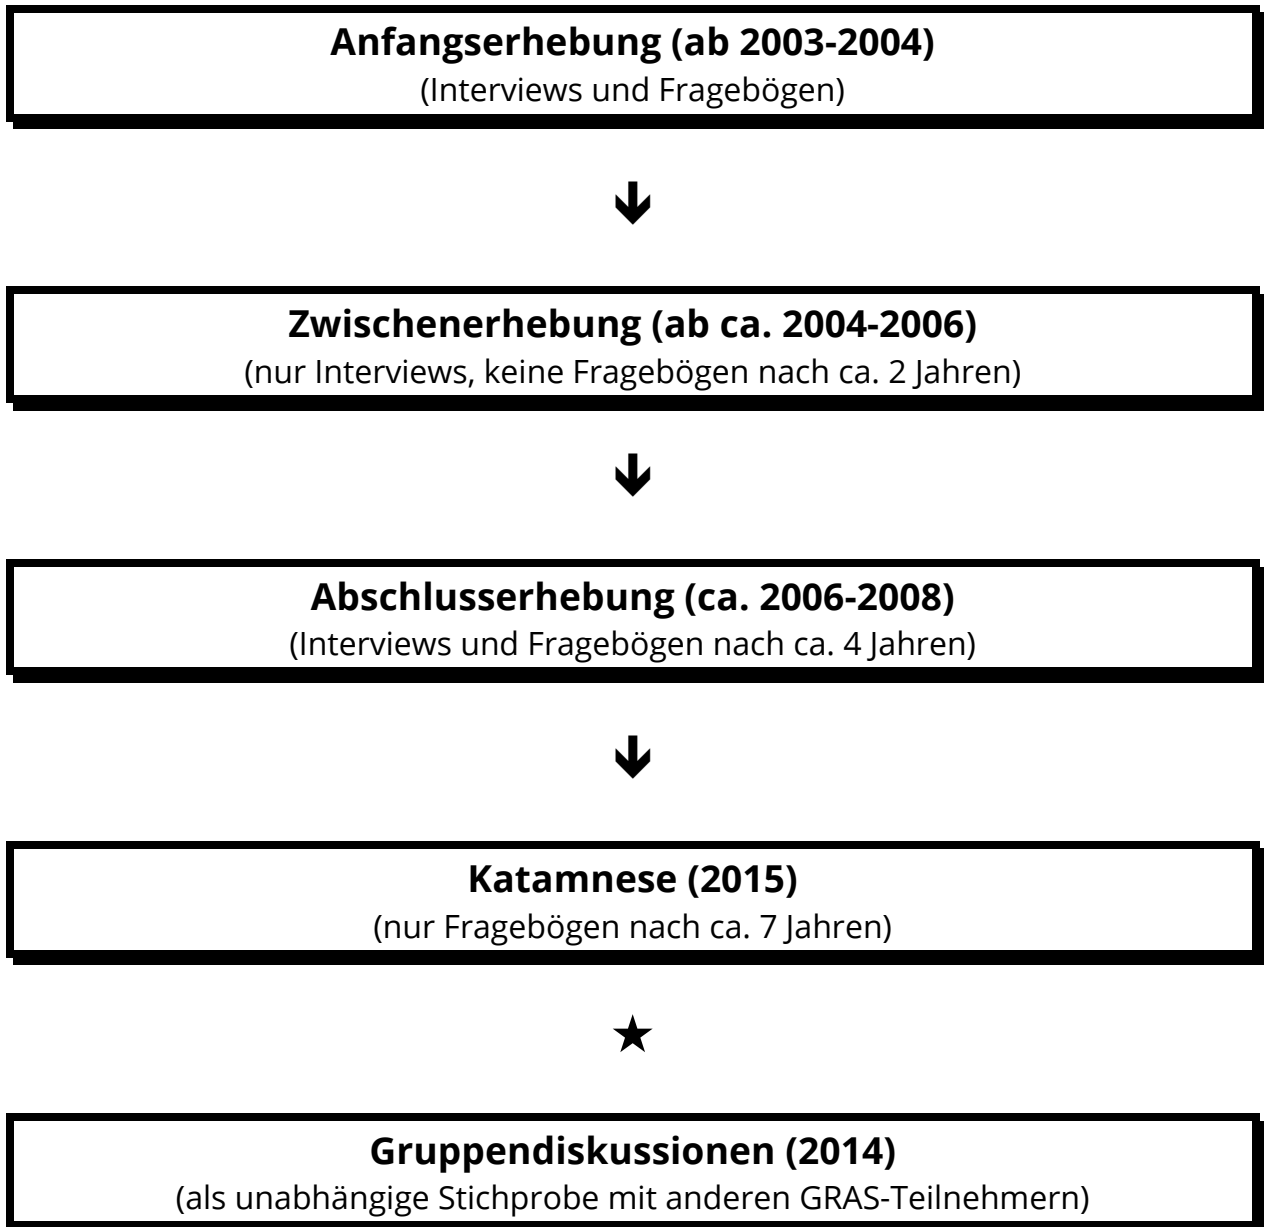 Anfangserhebung (ab 2003-2004)
(Interviews und Fragebögen)
Zwischenerhebung (ab ca. 2004-2006)
(nur Interviews, keine Fragebögen nach ca. 2 Jahren)
Abschlusserhebung (ca. 2006-2008)
(Interviews und Fragebögen nach ca. 4 Jahren)
Katamnese (2015)
(nur Fragebögen nach ca. 7 Jahren)
Gruppendiskussionen (2014)
(als unabhängige Stichprobe mit anderen GRAS-Teilnehmern)